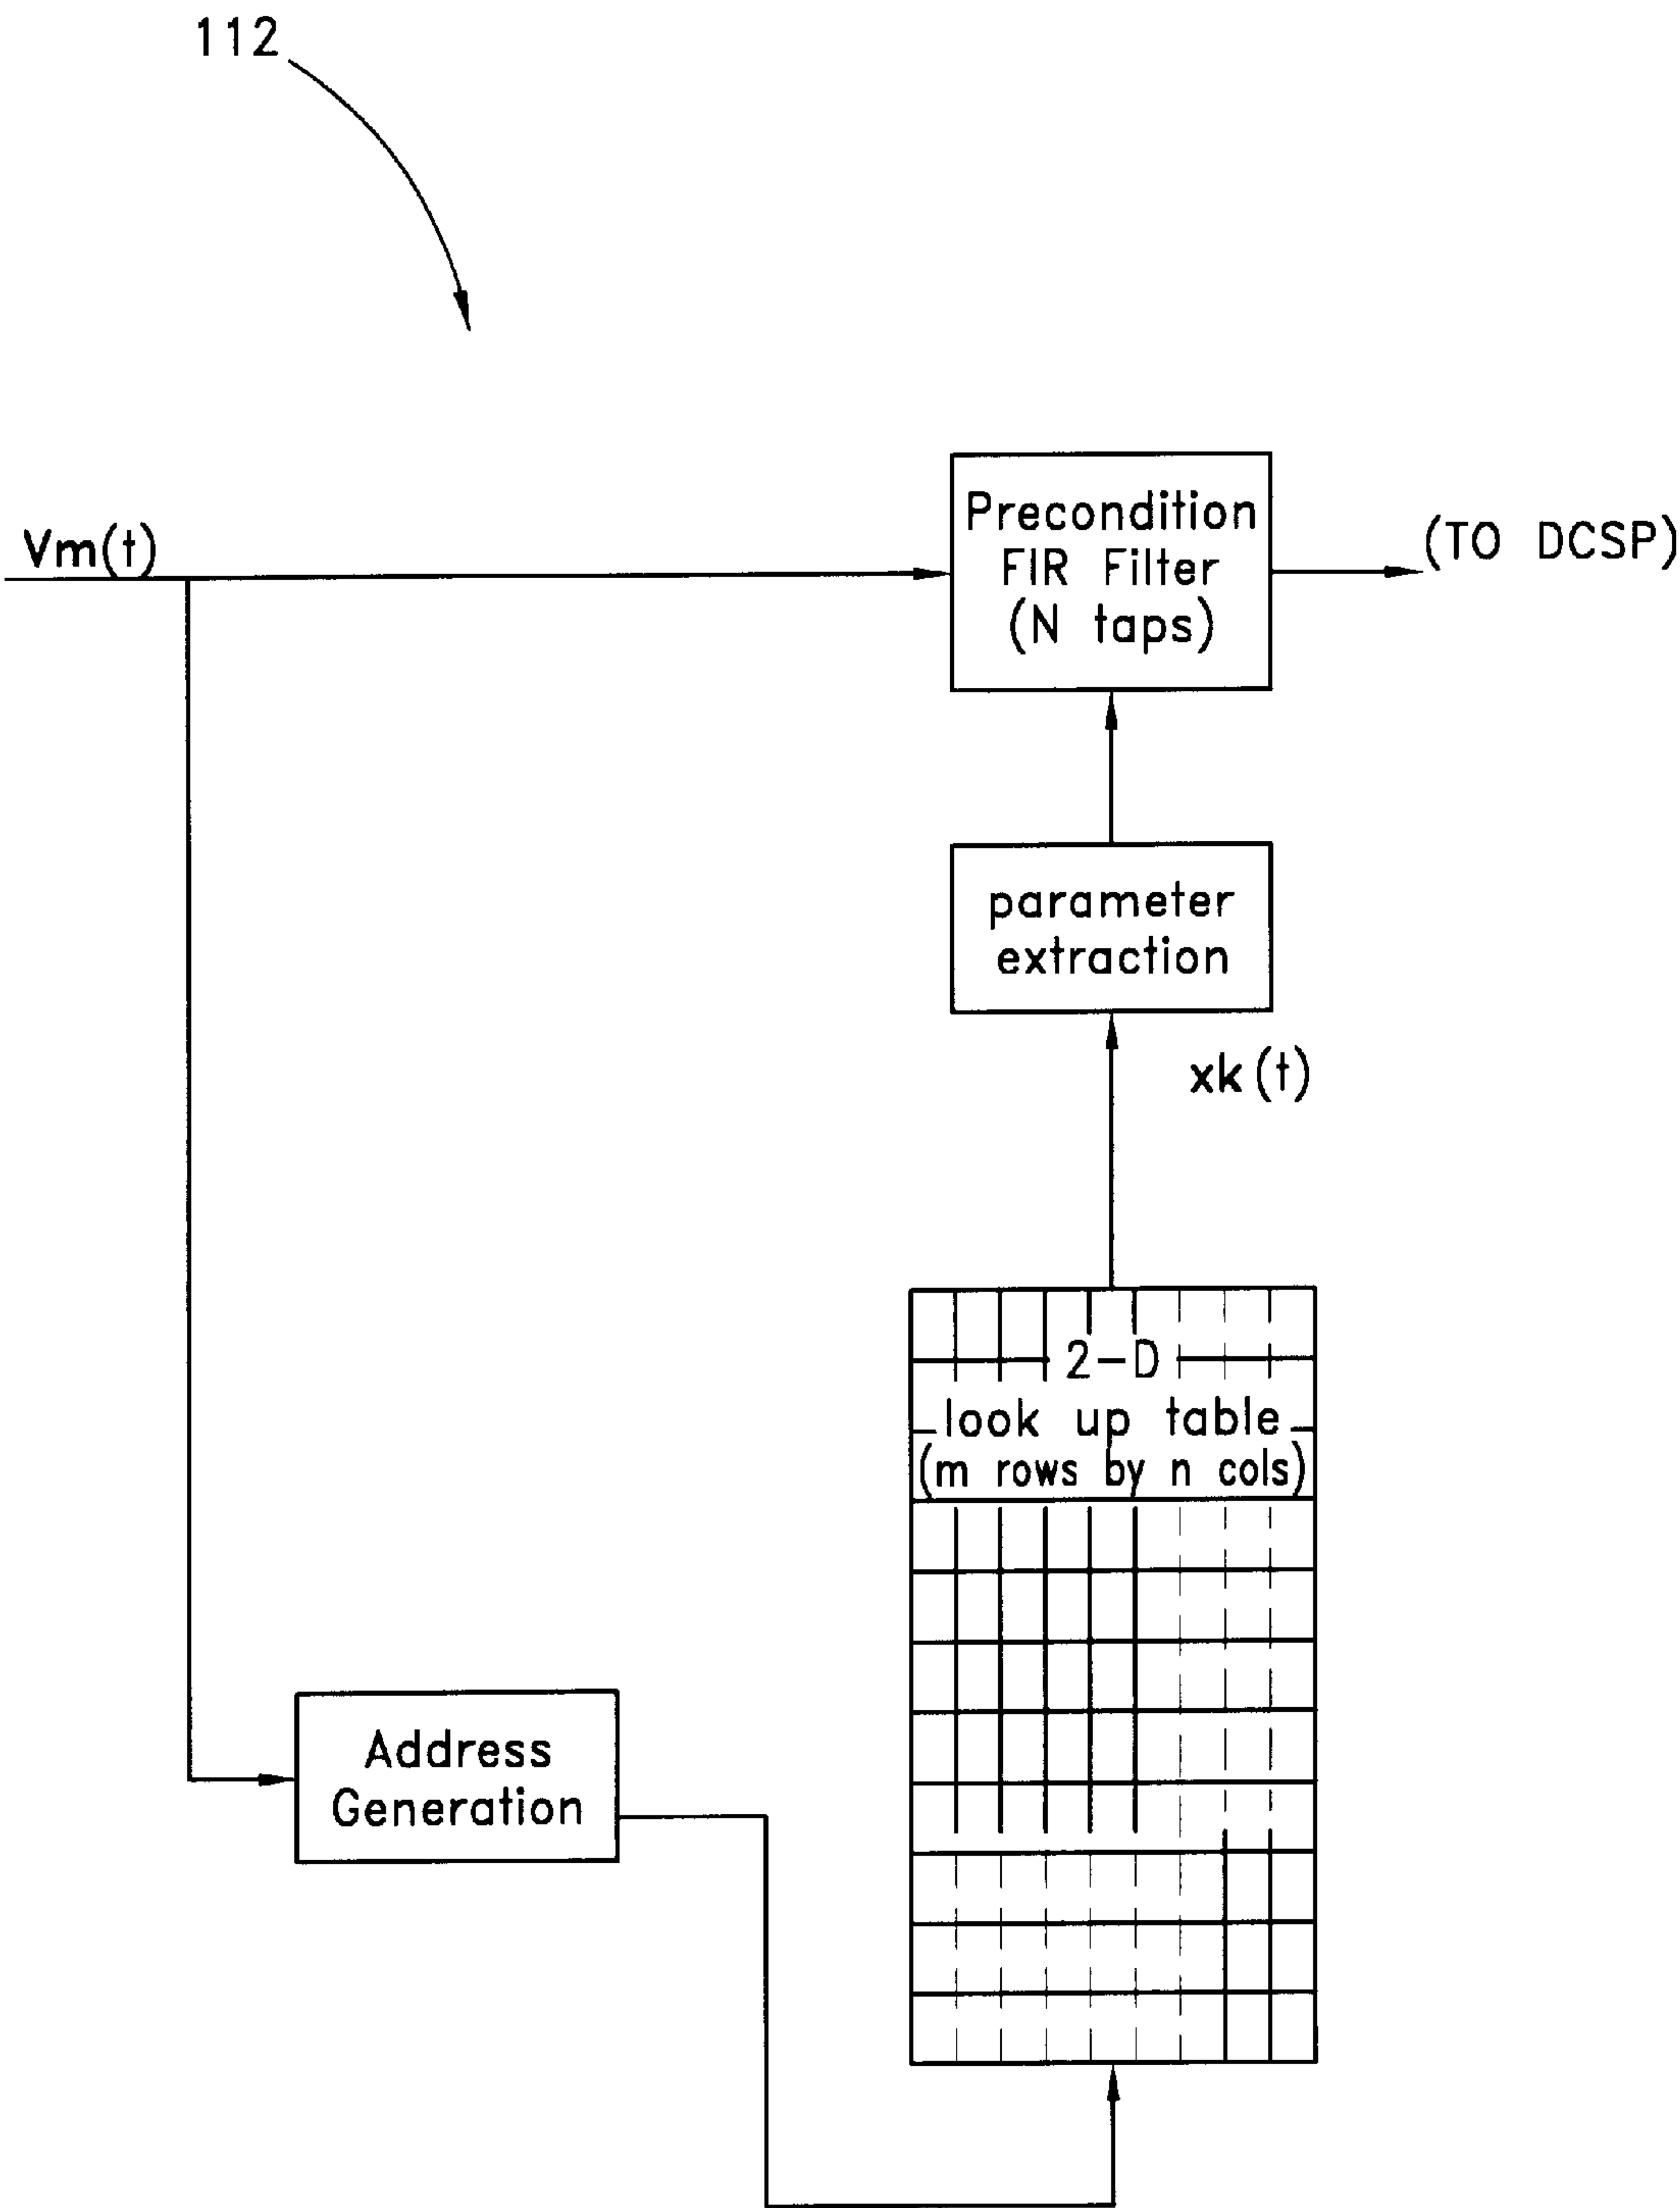 112
Vm(t)
Precondition
FIR Filter
(N taps)
(TO DCSP)
parameter
extraction
xk(t)
2-D
look up table
(m rows by n cols)
Address
Generation